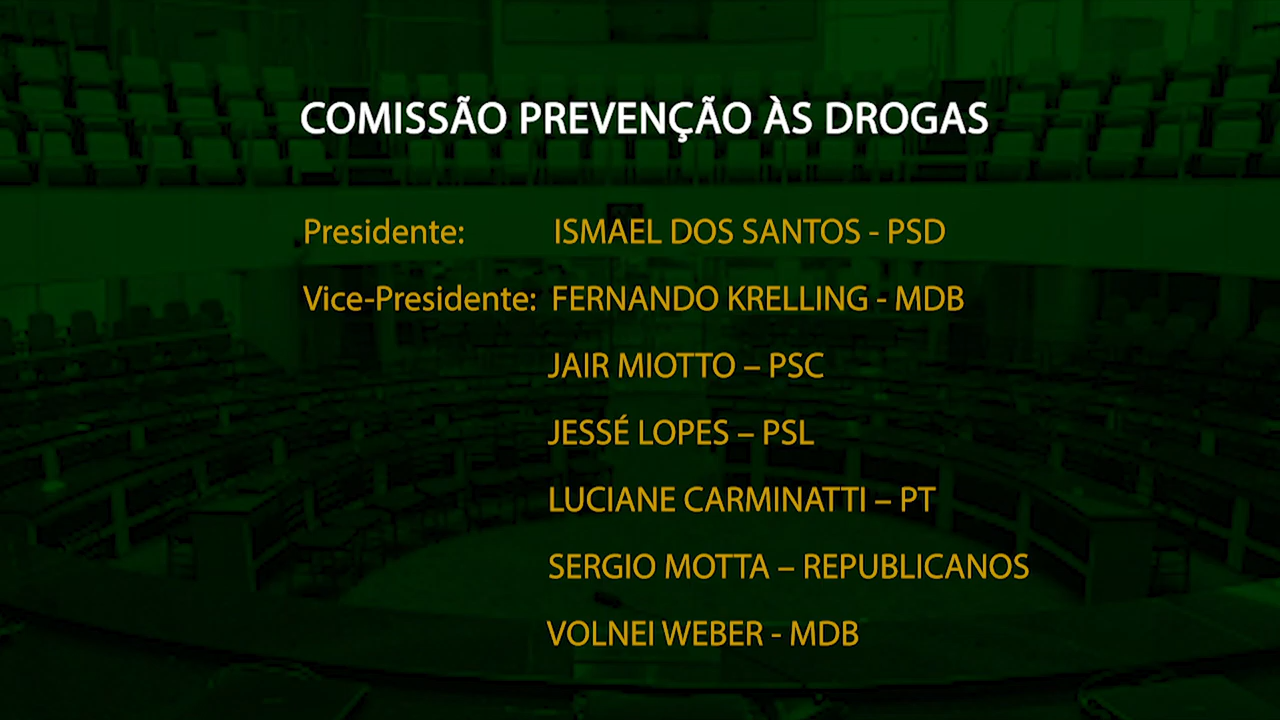 COMISSÃO PREVENÇÃO ÀS DROGAS
Presidente: ISMAEL DOS SANTOS - PSD
Vice-Presidente: FERNANDO KRELLING - MDB
JAIR MIOTTO – PSC
JESSÉ LOPES – PSL
LUCIANE CARMINATTI – PT
SERGIO MOTTA – REPUBLICANOS
VOLNEI WEBER - MDB